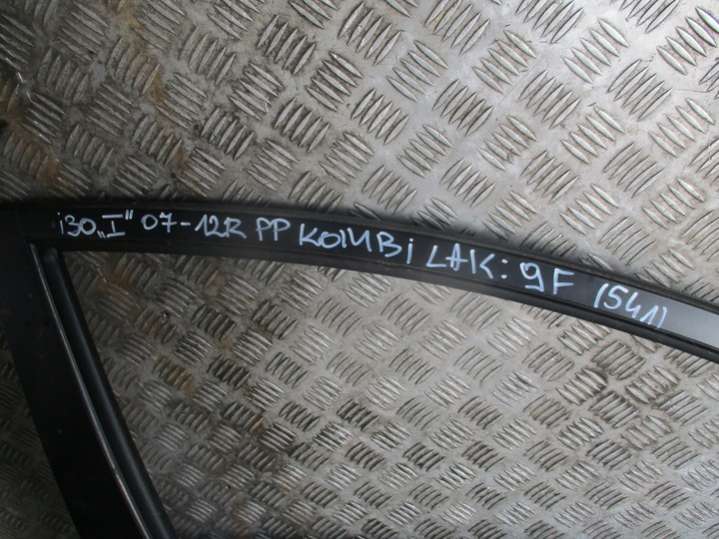 i30 „I" 07-12R PP KOMBi LAK: 9F (541)